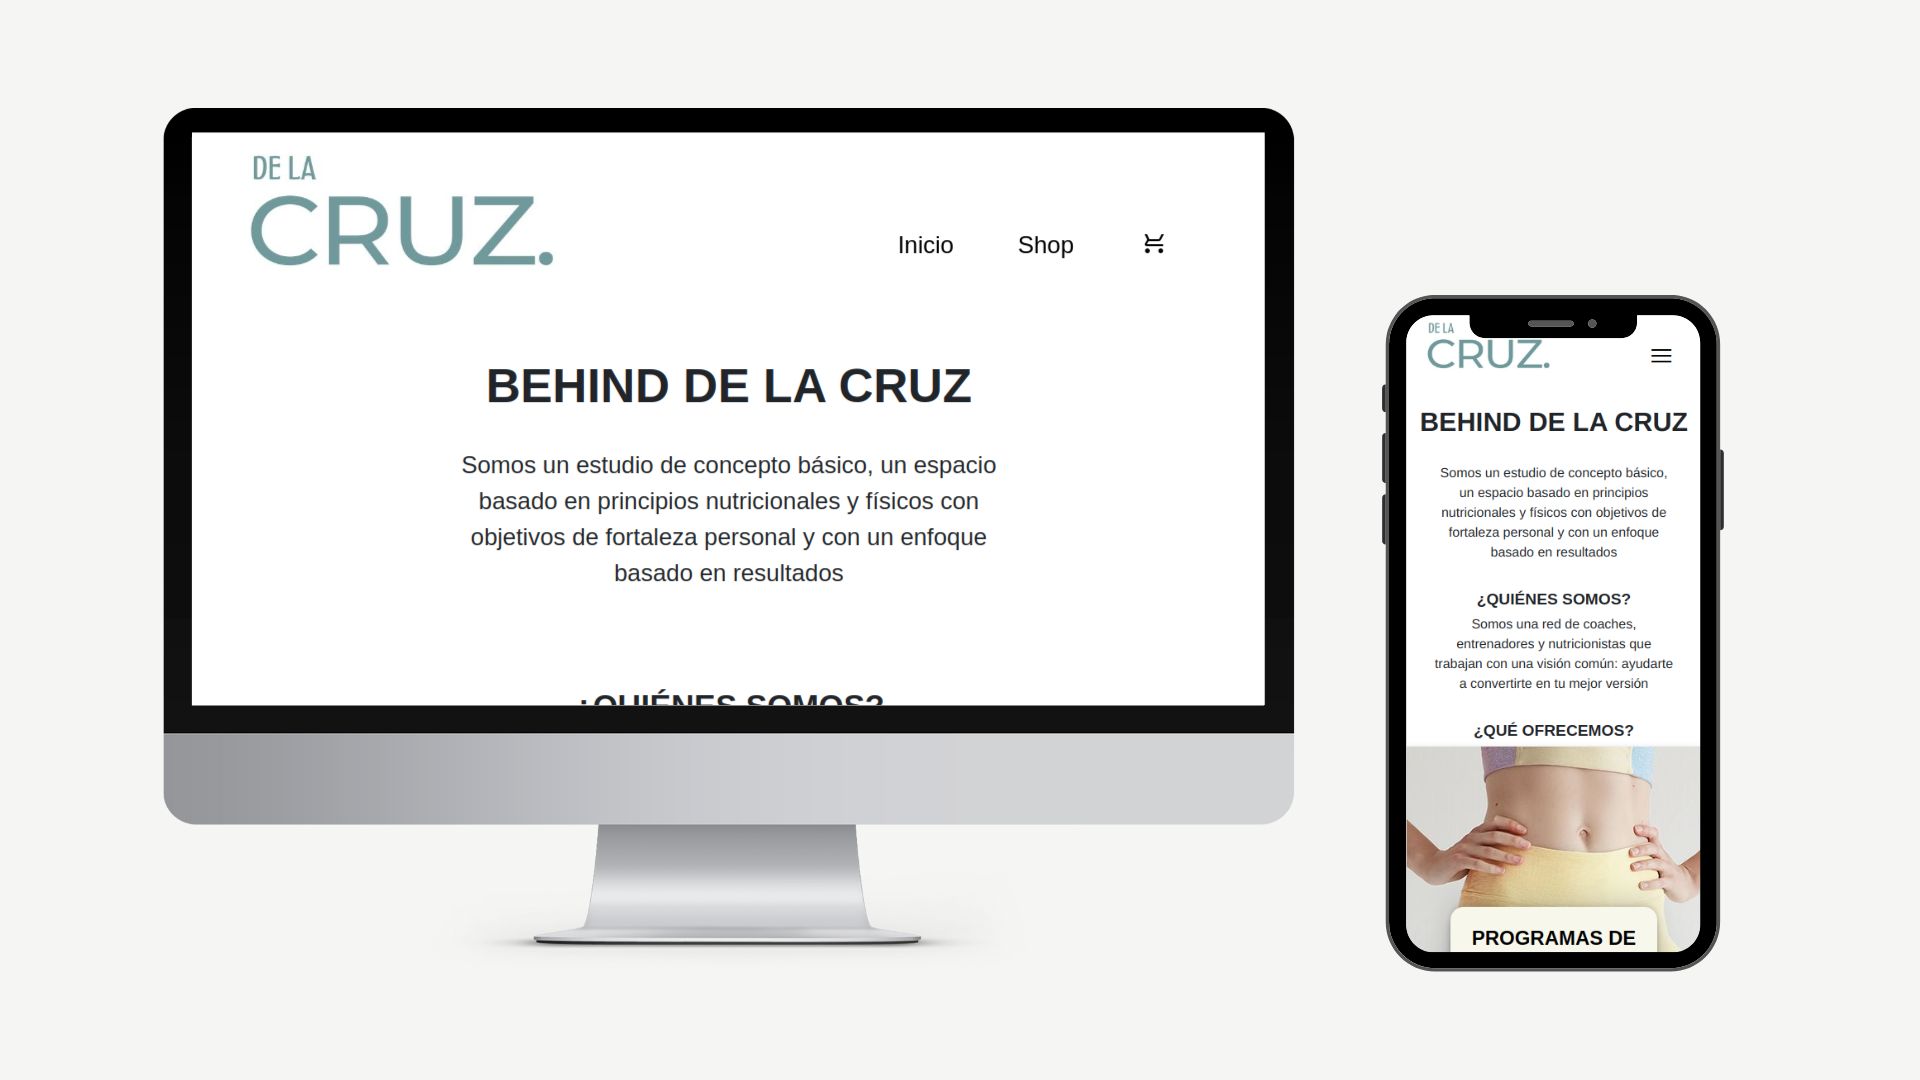 DE LA
CRUZ.
Inicio
Shop
BEHIND DE LA CRUZ
Somos un estudio de concepto básico, un espacio
basado en principios nutricionales y físicos con
objetivos de fortaleza personal y con un enfoque
basado en resultados
¿QUIÉNES SOMOS?
DE LA
CRUZ.
BEHIND DE LA CRUZ
Somos un estudio de concepto básico,
un espacio basado en principios
nutricionales y físicos con objetivos de
fortaleza personal y con un enfoque
basado en resultados
¿QUIÉNES SOMOS?
Somos una red de coaches,
entrenadores y nutricionistas que
trabajan con una visión común: ayudarte
a convertirte en tu mejor versión
¿QUÉ OFRECEMOS?
PROGRAMAS DE